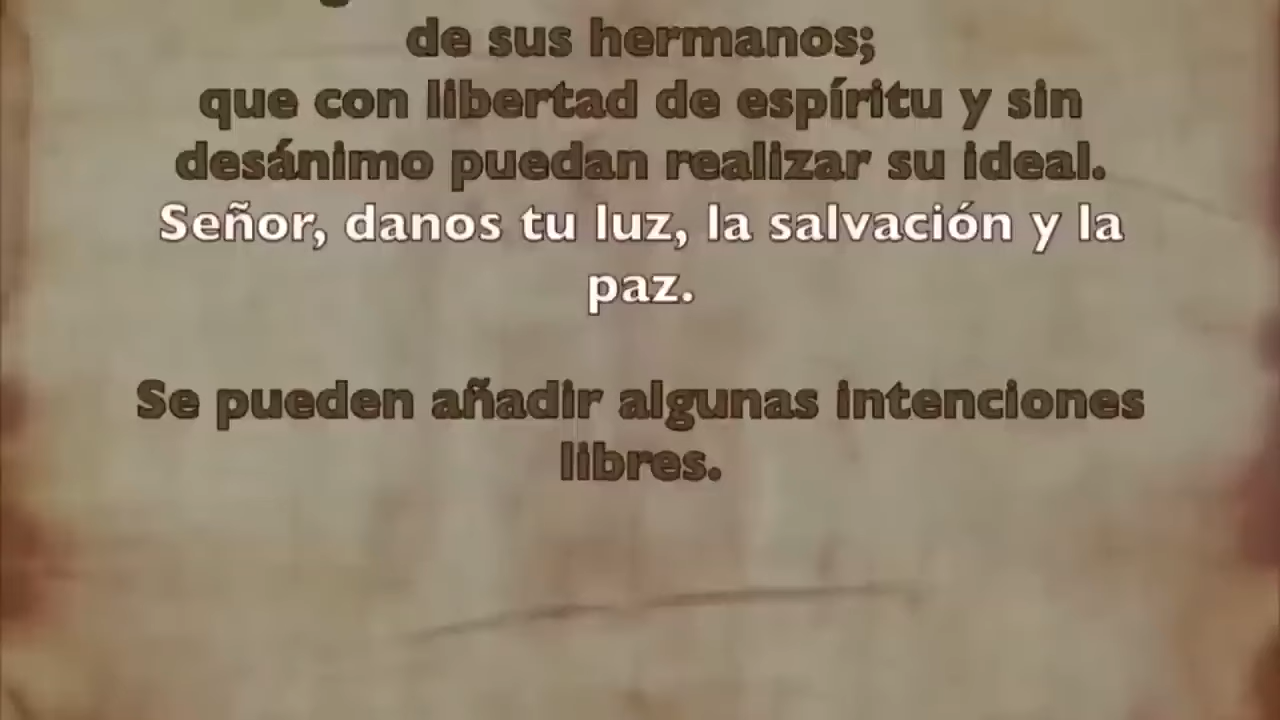 de sus hermanos;
que con libertad de espíritu y sin
desánimo puedan realizar su ideal.
Señor, danos tu luz, la salvación y la
paz.
Se pueden añadir algunas intenciones
libres.